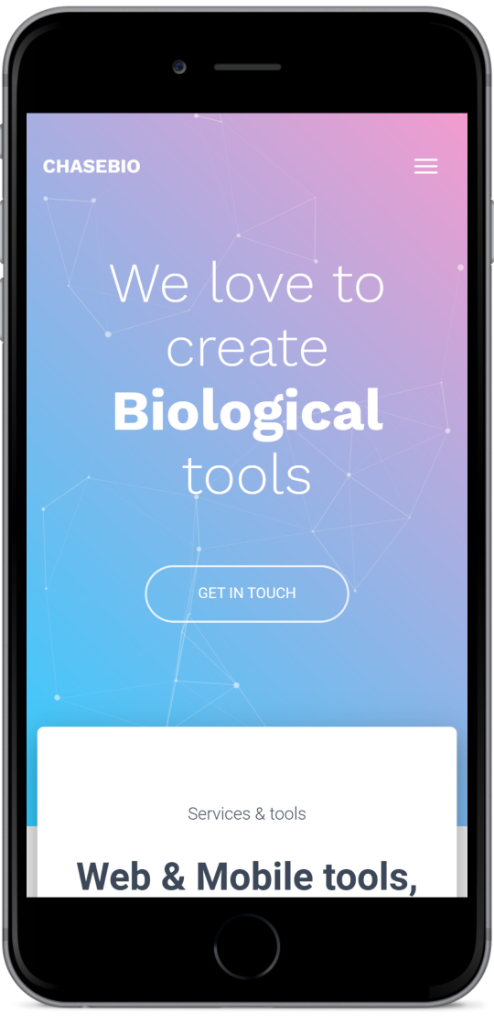 CHASEBIO
We love to
create
Biological
tools
GET IN TOUCH
Services & tools
Web & Mobile tools,